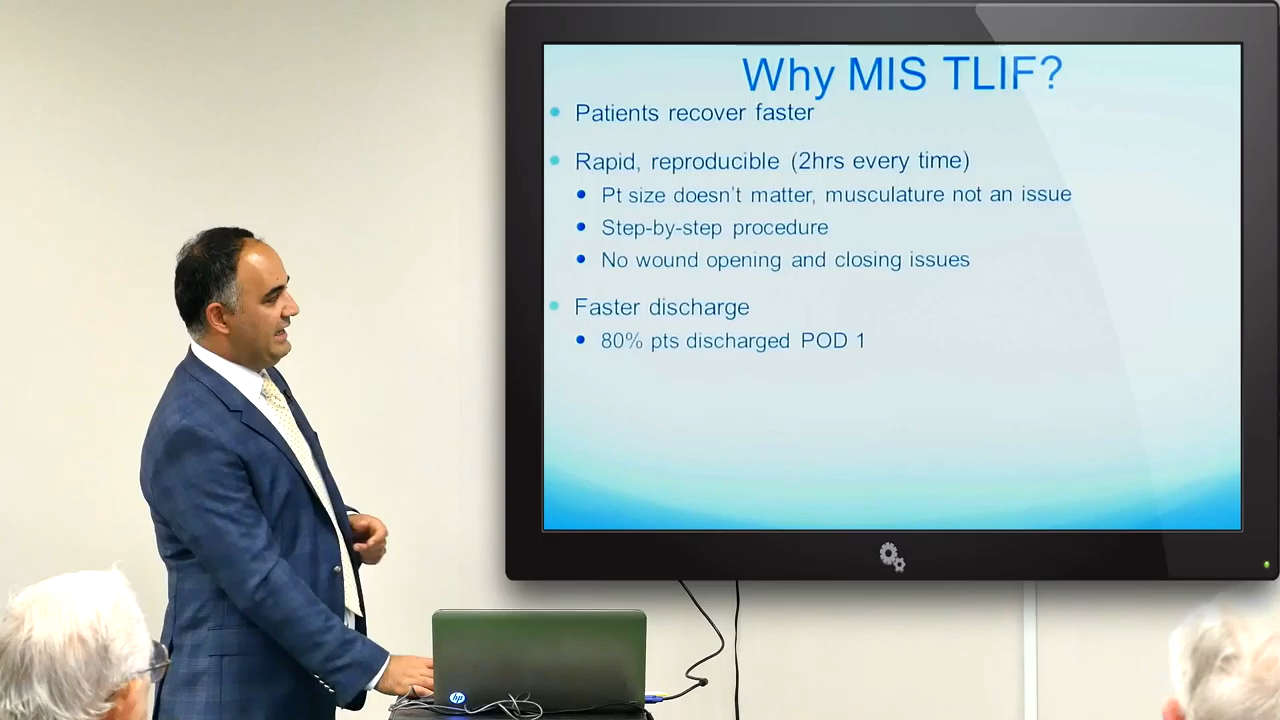 Why MIS TLIF?
Patients recover faster
Rapid, reproducible (2hrs every time)
Pt size doesn't matter, musculature not an issue
Step-by-step procedure
No wound opening and closing issues
Faster discharge
80% pts discharged POD 1
hp